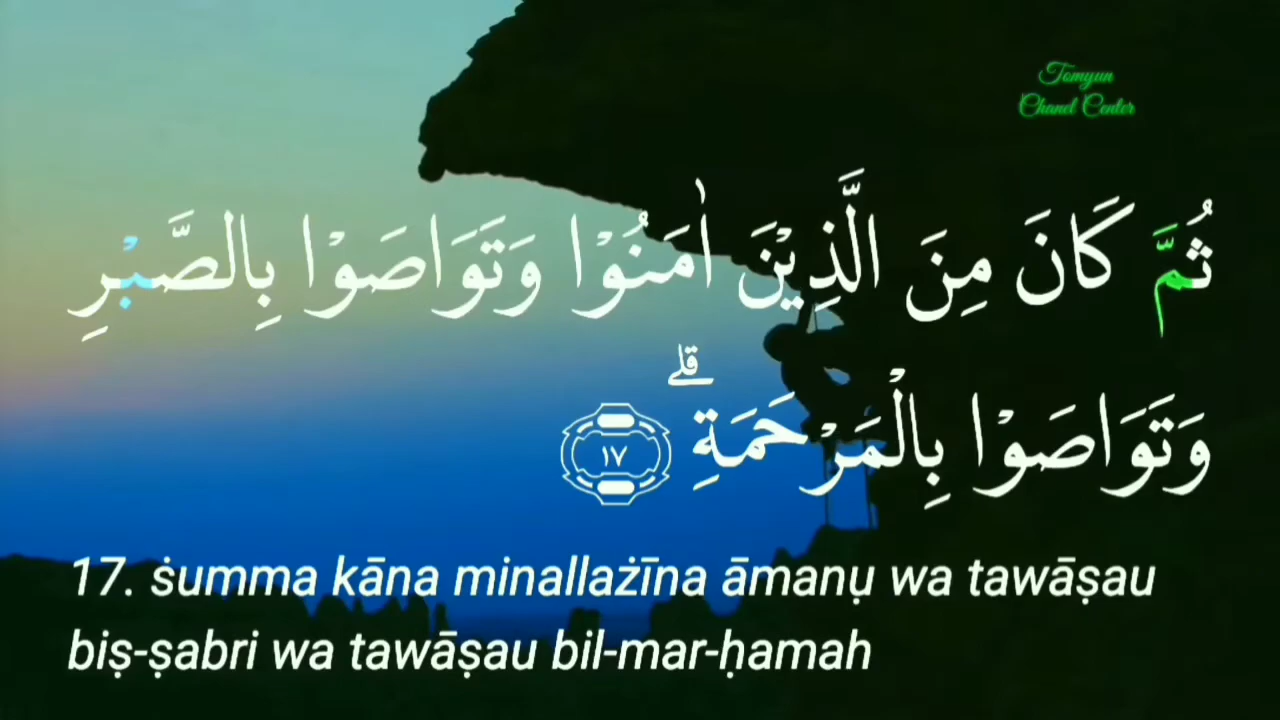 Tomyun
Chanel Center
ثُمَّ كَانَ مِنَ الَّذِيْنَ اٰمَنُوْا وَتَوَاصَوْا بِالصَّبْرِ
وَتَوَاصَوْا بِالْمَرْحَمَةِ ۗ ١٧
17. ṡumma kāna minallażīna āmanụ wa tawāṣau
biṣ-ṣabri wa tawāṣau bil-mar-ḥamah